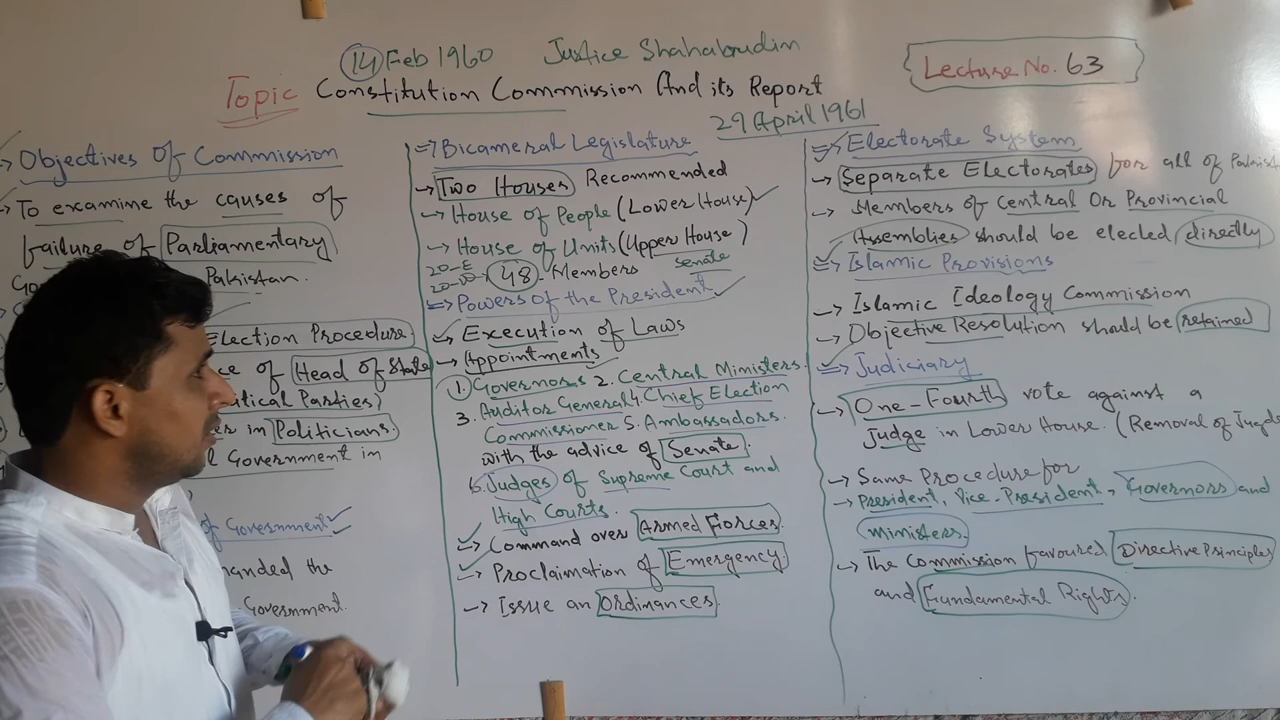 14 Feb 1960 Justice Shahabudin
Lecture No. 63
Topic Constitution Commission And its Report
29 April 1961
→ Objectives Of Commission
→ To examine the causes of
failure of Parliamentary
Pakistan.
Election Procedure
of Head of State
Parties)
in Politicians.
Government in
of Government
the
Government.
⇒ Bicameral Legislature
→ Two Houses Recommended
→ House of People (Lower House)
→ House of Units (Upper House)
Senate
20-E
48 - Members
⇒ Powers of the President
Execution of Laws
→ Appointments
1. Governors 2. Central Ministers.
3. Auditor General 4. Chief Election
Commissioner 5. Ambassadors.
with the advice of Senate.
6. Judges of Supreme Court and
High Courts.
→ Command over Armed Forces.
→ Proclaimation of Emergency
→ Issue an Ordinances.
⇒ Electorate System
→ Separate Electorates for all of Pakist
→ Members of Central Or Provincial
Assemblies should be elected directly
⇒ Islamic Provisions
→ Islamic Ideology Commission
→ Objective Resolution should be retained
⇒ Judiciary
→ One-Fourth vote against a
Judge in Lower House. (Removal of
→ Same Procedure for
→ President, Vice-President, Governors and
ministers.
→ The Commission favoured Directive Principles
and Fundamental Rights.